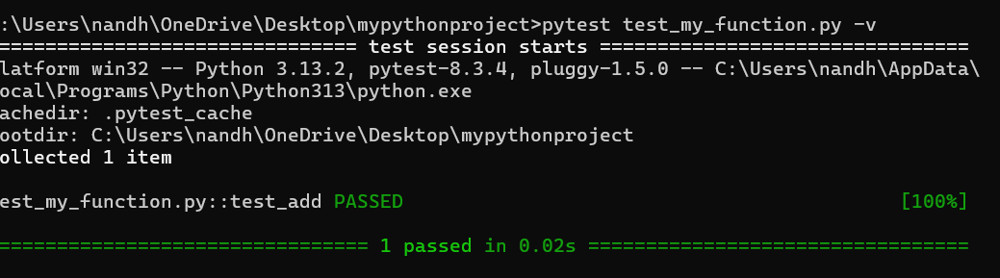 :\Users\nandh\OneDrive\Desktop\mypythonproject>pytest test_my_function.py -v
=============================== test session starts ================================
latform win32 -- Python 3.13.2, pytest-8.3.4, pluggy-1.5.0 -- C:\Users\nandh\AppData\
ocal\Programs\Python\Python313\python.exe
achedir: .pytest_cache
ootdir: C:\Users\nandh\OneDrive\Desktop\mypythonproject
ollected 1 item
est_my_function.py::test_add PASSED [100%]
================================ 1 passed in 0.02s =================================